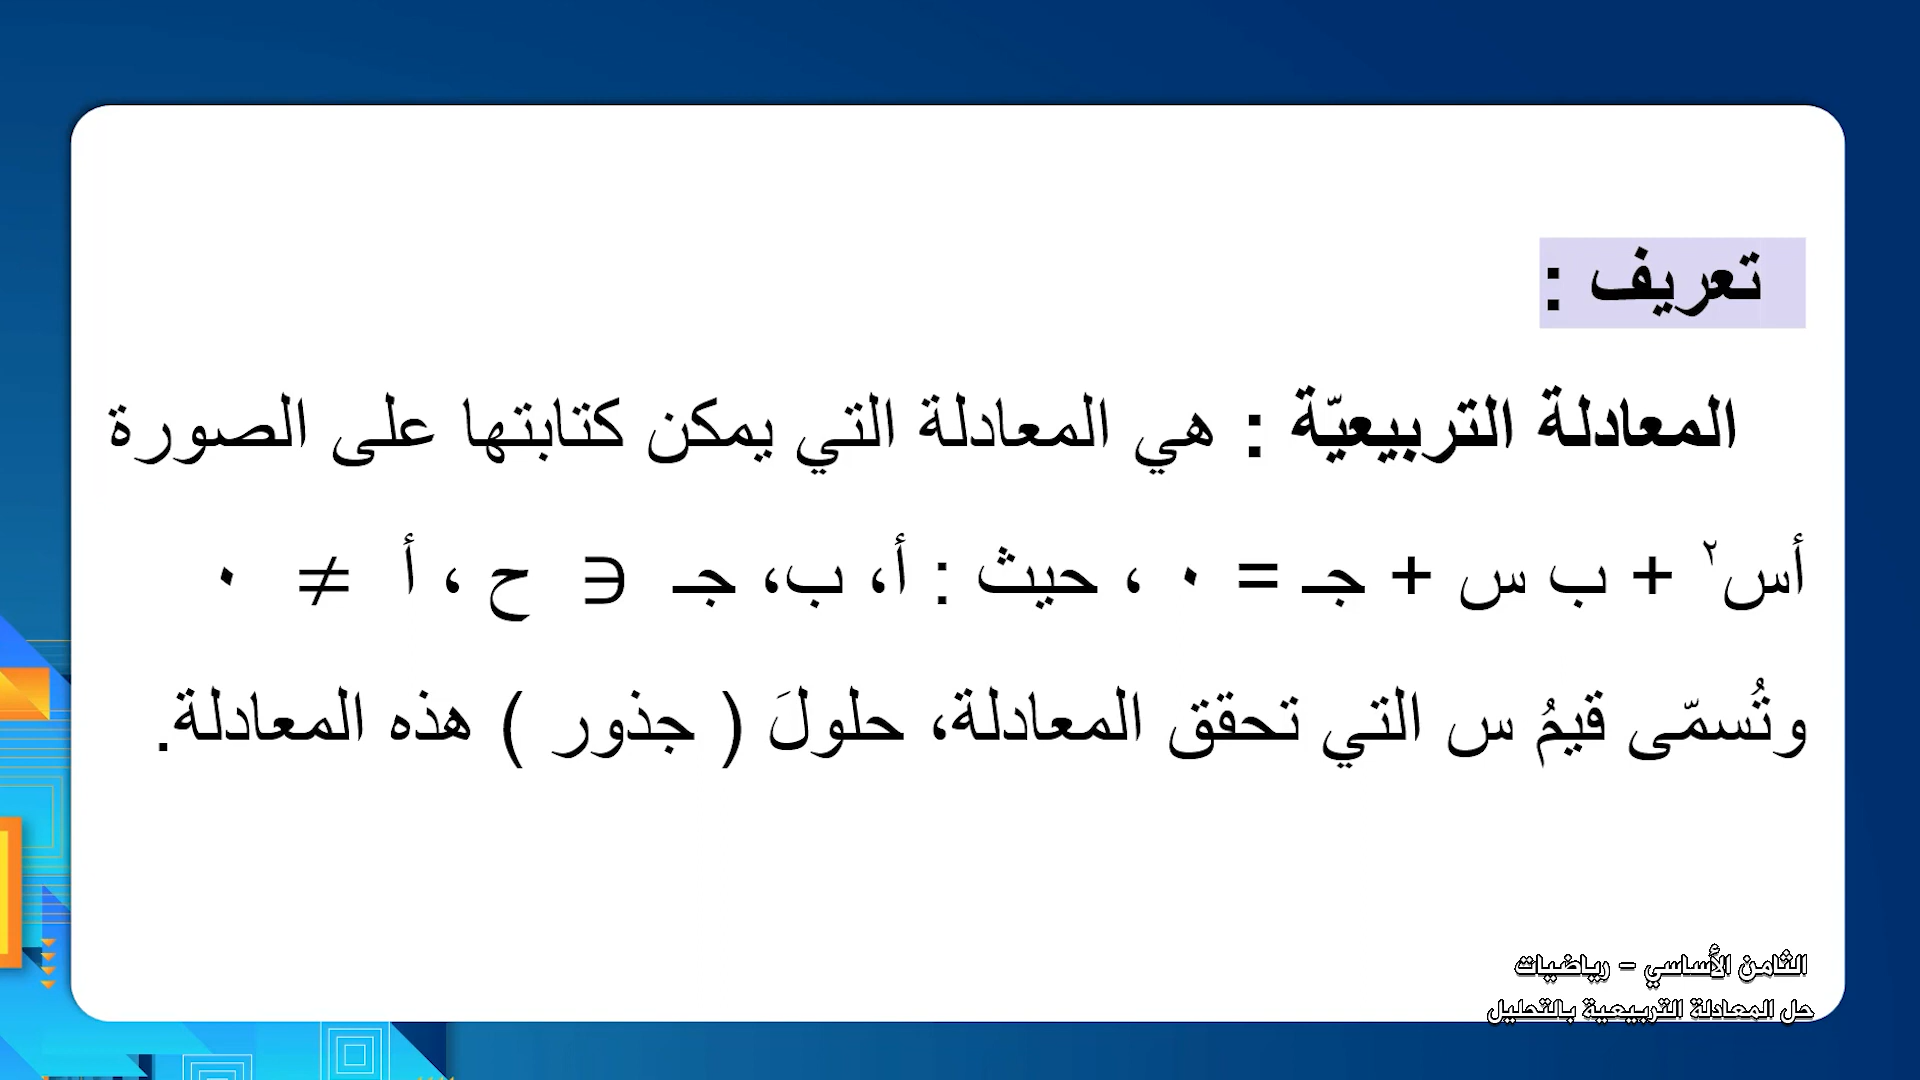 تعريف :
المعادلة التربيعيّة : هي المعادلة التي يمكن كتابتها على الصورة
أس٢ + ب س + جـ = ٠ ، حيث : أ، ب، جـ ∈ ح ، أ ≠ ٠
وتُسمّى قيمُ س التي تحقق المعادلة، حلولَ ( جذور ) هذه المعادلة.
الثامن الأساسي - رياضيات
حل المعادلة التربيعية بالتحليل